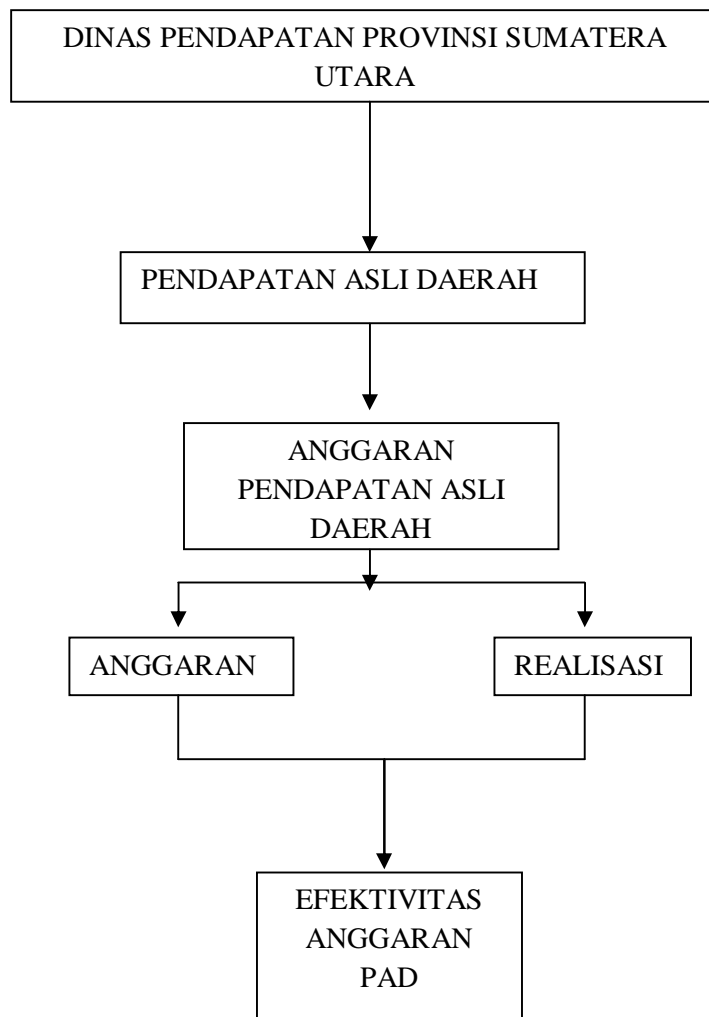 DINAS PENDAPATAN PROVINSI SUMATERA
UTARA
PENDAPATAN ASLI DAERAH
ANGGARAN
PENDAPATAN ASLI
DAERAH
ANGGARAN
REALISASI
EFEKTIVITAS
ANGGARAN
PAD